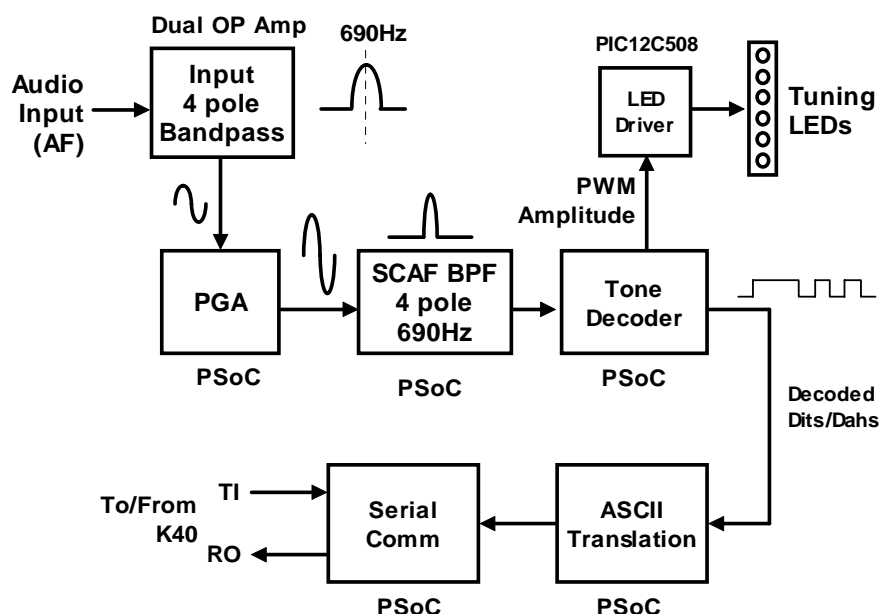 Dual OP Amp
690Hz
PIC12C508
Audio
Input
(AF)
Input
4 pole
Bandpass
LED
Driver
Tuning
LEDs
PWM
Amplitude
PGA
SCAF BPF
4 pole
690Hz
Tone
Decoder
PSoC
PSoC
PSoC
Decoded
Dits/Dahs
To/From
K40
TI
RO
Serial
Comm
ASCII
Translation
PSoC
PSoC